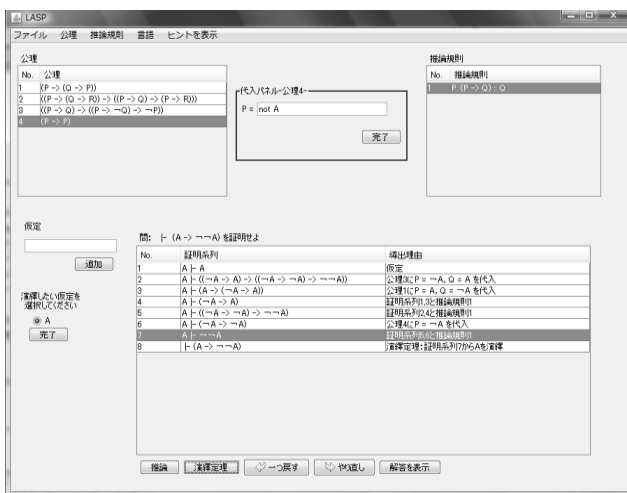 LASP
ファイル 公理 推論規則 言語 ヒントを表示
公理
No. 公理
1 (P -> (Q -> P))
2 ((P -> (Q -> R)) -> ((P -> Q) -> (P -> R)))
3 ((P -> Q) -> ((P -> ￢Q) -> ￢P))
4 (P -> P)
代入パネル-公理4-
P = not A
完了
推論規則
No. 推論規則
1 P, (P -> Q) : Q
仮定
追加
演繹したい仮定を
選択してください
A
完了
問: |- (A -> ￢￢A) を証明せよ
No. 証明系列 導出理由
1 A |- A 仮定
2 A |- ((￢A -> A) -> ((￢A -> ￢A) -> ￢￢A)) 公理3にP = ￢A, Q = A を代入
3 A |- (A -> (￢A -> A)) 公理1にP = A, Q = ￢A を代入
4 A |- (￢A -> A) 証明系列1,3と推論規則1
5 A |- ((￢A -> ￢A) -> ￢￢A) 証明系列2,4と推論規則1
6 A |- (￢A -> ￢A) 公理4にP = ￢A を代入
7 A |- ￢￢A 証明系列5,6と推論規則1
8 |- (A -> ￢￢A) 演繹定理：証明系列7からAを演繹
推論 演繹定理 一つ戻す やり直し 解答を表示